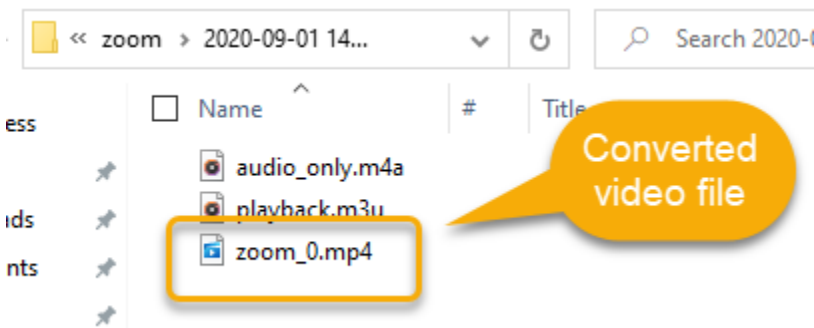 « zoom > 2020-09-01 14...
Search 2020-0
ess
Name
#
Title
Converted
video file
audio_only.m4a
playback.m3u
zoom_0.mp4
ds
nts